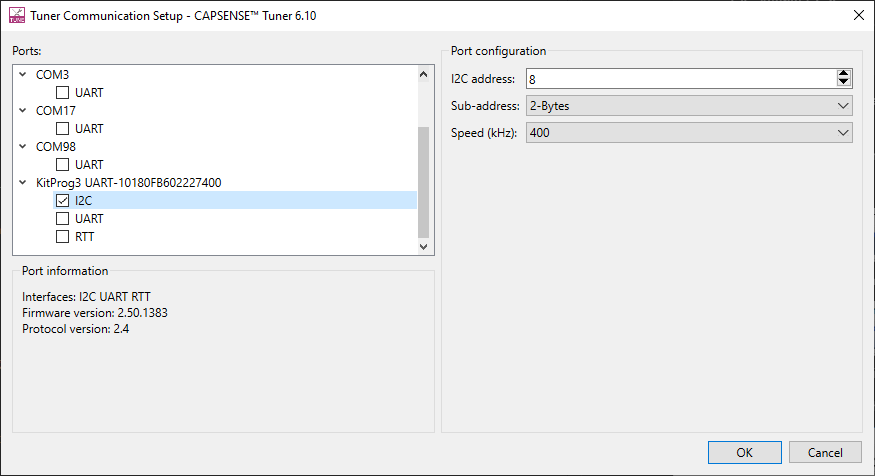 Tuner Communication Setup - CAPSENSE™ Tuner 6.10
Ports:
COM3
UART
COM17
UART
COM98
UART
KitProg3 UART-10180FB602227400
I2C
UART
RTT
Port information
Interfaces: I2C UART RTT
Firmware version: 2.50.1383
Protocol version: 2.4
Port configuration
I2C address: 8
Sub-address: 2-Bytes
Speed (kHz): 400
OK
Cancel